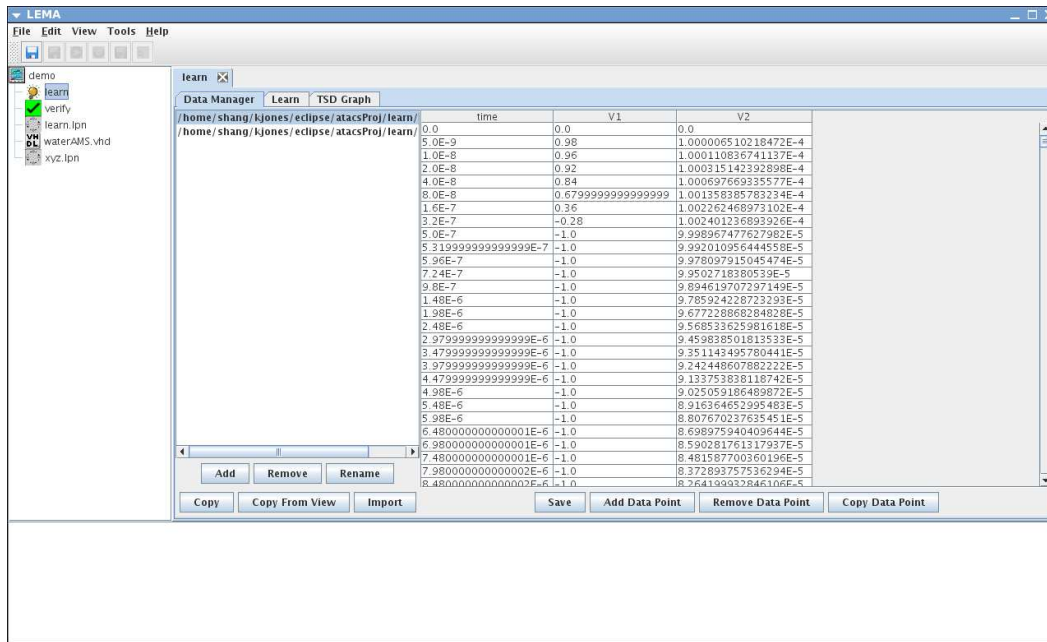 LEMA
File Edit View Tools Help
demo
learn
verify
learn.lpn
VH
DL
waterAMS.vhd
xyz.lpn
learn
Data Manager Learn TSD Graph
/home/shang/kjones/eclipse/atacsProj/learn/
/home/shang/kjones/eclipse/atacsProj/learn/
time V1 V2
0.0 0.0 0.0
5.0E-9 0.98 1.000006510218472E-4
1.0E-8 0.96 1.000110836741137E-4
2.0E-8 0.92 1.000315142392898E-4
4.0E-8 0.84 1.000697669335577E-4
8.0E-8 0.6799999999999999 1.001358385783234E-4
1.6E-7 0.36 1.002262468973102E-4
3.2E-7 -0.28 1.002401236893926E-4
5.0E-7 -1.0 9.998967477627982E-5
5.319999999999999E-7 -1.0 9.992010956444558E-5
5.96E-7 -1.0 9.978097915045474E-5
7.24E-7 -1.0 9.9502718380539E-5
9.8E-7 -1.0 9.894619707297149E-5
1.48E-6 -1.0 9.785924228723293E-5
1.98E-6 -1.0 9.677228868284828E-5
2.48E-6 -1.0 9.568533625981618E-5
2.979999999999999E-6 -1.0 9.459838501813533E-5
3.479999999999999E-6 -1.0 9.351143495780441E-5
3.979999999999999E-6 -1.0 9.242448607882222E-5
4.479999999999999E-6 -1.0 9.133753838118742E-5
4.98E-6 -1.0 9.025059186489872E-5
5.48E-6 -1.0 8.916364652995483E-5
5.98E-6 -1.0 8.807670237635451E-5
6.480000000000001E-6 -1.0 8.698975940409644E-5
6.980000000000001E-6 -1.0 8.590281761317937E-5
7.480000000000001E-6 -1.0 8.481587700360196E-5
7.980000000000002E-6 -1.0 8.372893757536294E-5
8.480000000000002E-6 -1.0 8.264199932846106E-5
Add Remove Rename
Copy Copy From View Import
Save Add Data Point Remove Data Point Copy Data Point